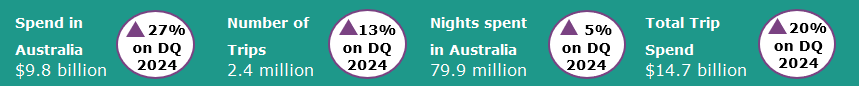 Spend in
Australia
$9.8 billion
27%
on DQ
2024
Number of
Trips
2.4 million
13%
on DQ
2024
Nights spent
in Australia
79.9 million
5%
on DQ
2024
Total Trip
Spend
$14.7 billion
20%
on DQ
2024